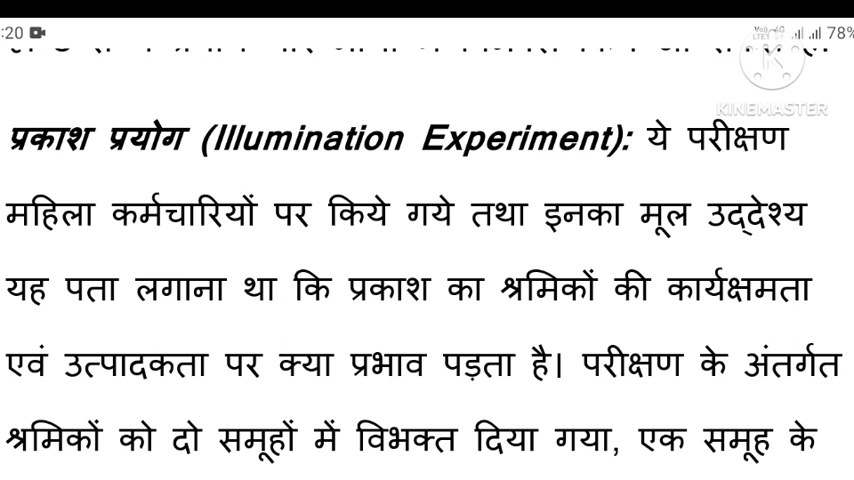 :20
78%
KINEMASTER
प्रकाश प्रयोग (Illumination Experiment): ये परीक्षण
महिला कर्मचारियों पर किये गये तथा इनका मूल उद्देश्य
यह पता लगाना था कि प्रकाश का श्रमिकों की कार्यक्षमता
एवं उत्पादकता पर क्या प्रभाव पड़ता है। परीक्षण के अंतर्गत
श्रमिकों को दो समूहों में विभक्त दिया गया, एक समूह के